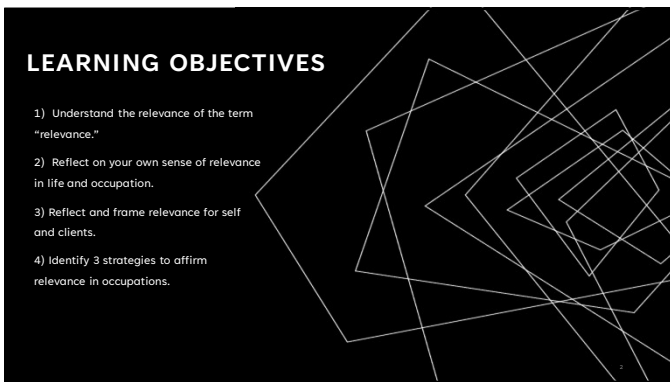 LEARNING OBJECTIVES
1) Understand the relevance of the term
“relevance.”
2) Reflect on your own sense of relevance
in life and occupation.
3) Reflect and frame relevance for self
and clients.
4) Identify 3 strategies to affirm
relevance in occupations.
2